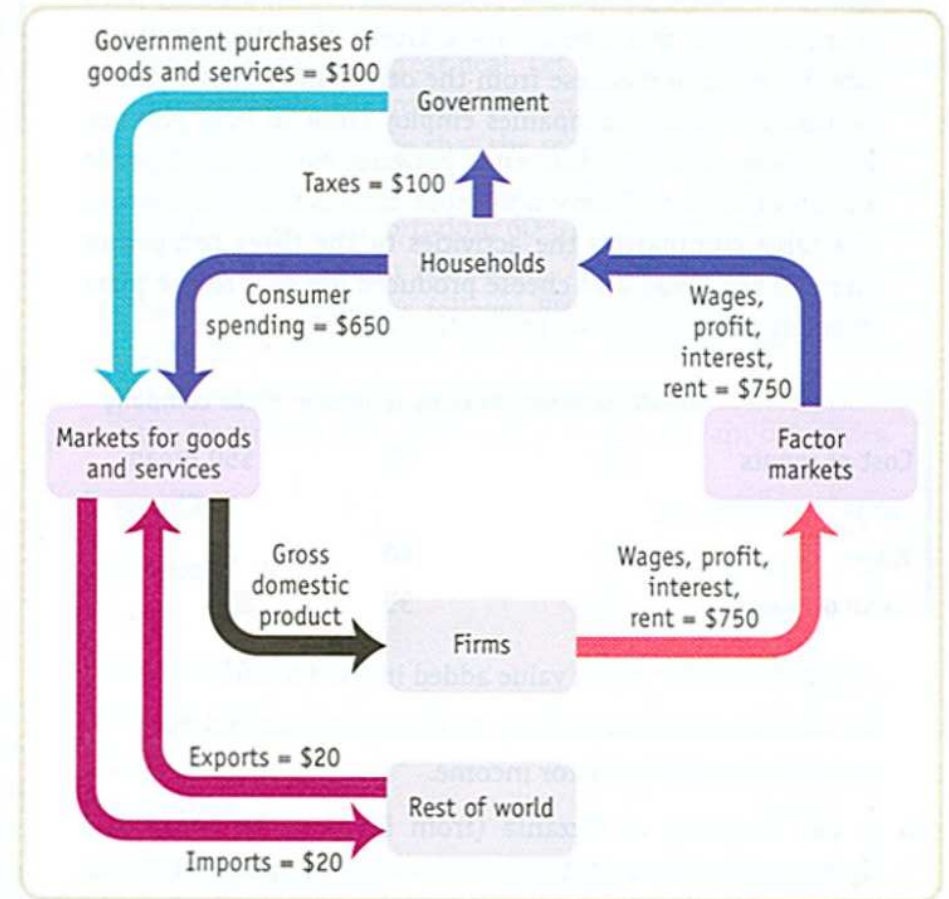 Government purchases of
goods and services = $100
Government
Taxes = $100
Households
Consumer
spending = $650
Wages,
profit,
interest,
rent = $750
Markets for goods
and services
Factor
markets
Gross
domestic
product
Wages, profit,
interest,
rent = $750
Firms
Exports = $20
Rest of world
Imports = $20